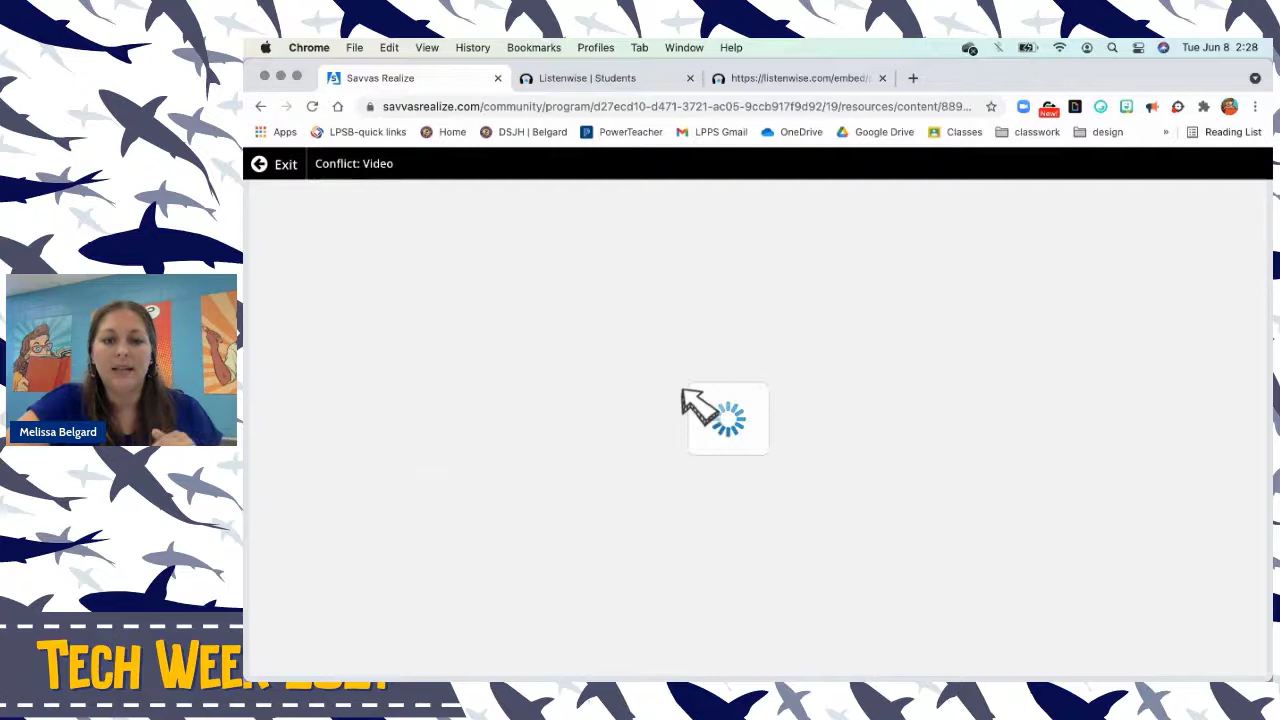 Chrome File Edit View History Bookmarks Profiles Tab Window Help Tue Jun 8 2:28
Savvas Realize Listenwise | Students https://listenwise.com/embed/
savvasrealize.com/community/program/d27ecd10-d471-3721-ac05-9ccb917f9d92/19/resources/content/889... New!
Apps LPSB-quick links Home DSJH | Belgard PowerTeacher LPPS Gmail OneDrive Google Drive Classes classwork design » Reading List
Exit Conflict: Video
Melissa Belgard
TECH WEEK